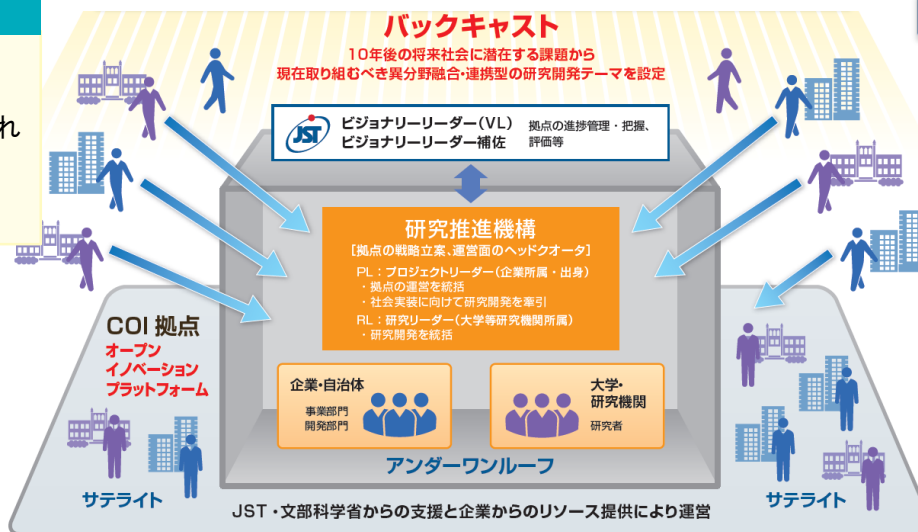 バックキャスト
10年後の将来社会に潜在する課題から
現在取り組むべき異分野融合・連携型の研究開発テーマを設定
れ
JST
ビジョナリーリーダー(VL)
ビジョナリーリーダー補佐
拠点の進捗管理・把握、
評価等
研究推進機構
[拠点の戦略立案、運営面のヘッドクオータ]
PL:プロジェクトリーダー(企業所属・出身)
・拠点の運営を統括
・社会実装に向けて研究開発を牽引
RL:研究リーダー(大学等研究機関所属)
・研究開発を統括
COI 拠点
オープン
イノベーション
プラットフォーム
企業・自治体
事業部門
開発部門
大学・
研究機関
研究者
アンダーワンルーフ
サテライト
サテライト
JST・文部科学省からの支援と企業からのリソース提供により運営